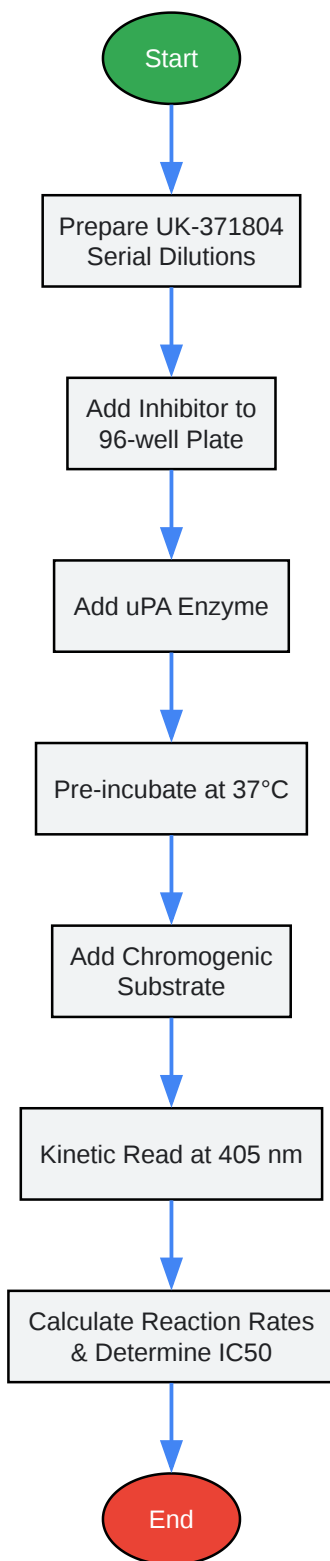 Start
Prepare UK-371804
Serial Dilutions
Add Inhibitor to
96-well Plate
Add uPA Enzyme
Pre-incubate at 37°C
Add Chromogenic
Substrate
Kinetic Read at 405 nm
Calculate Reaction Rates
& Determine IC50
End